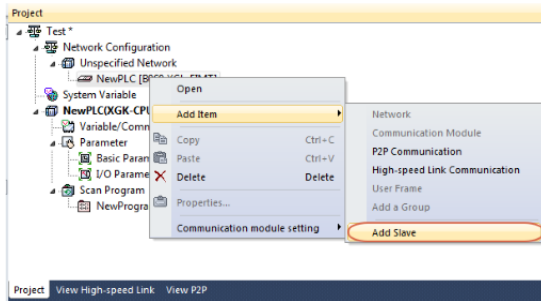 Project
Test *
Network Configuration
Unspecified Network
NewPLC [B0
System Variable
NewPLC(XGK-CPU
Variable/Comm
Parameter
Basic Param
I/O Parame
Scan Program
NewProgra
Open
Add Item
Copy Ctrl+C
Paste Ctrl+V
Delete Delete
Properties...
Communication module setting
Network
Communication Module
P2P Communication
High-speed Link Communication
User Frame
Add a Group
Add Slave
Project View High-speed Link View P2P